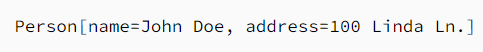 Person[name=John Doe, address=100 Linda Ln.]